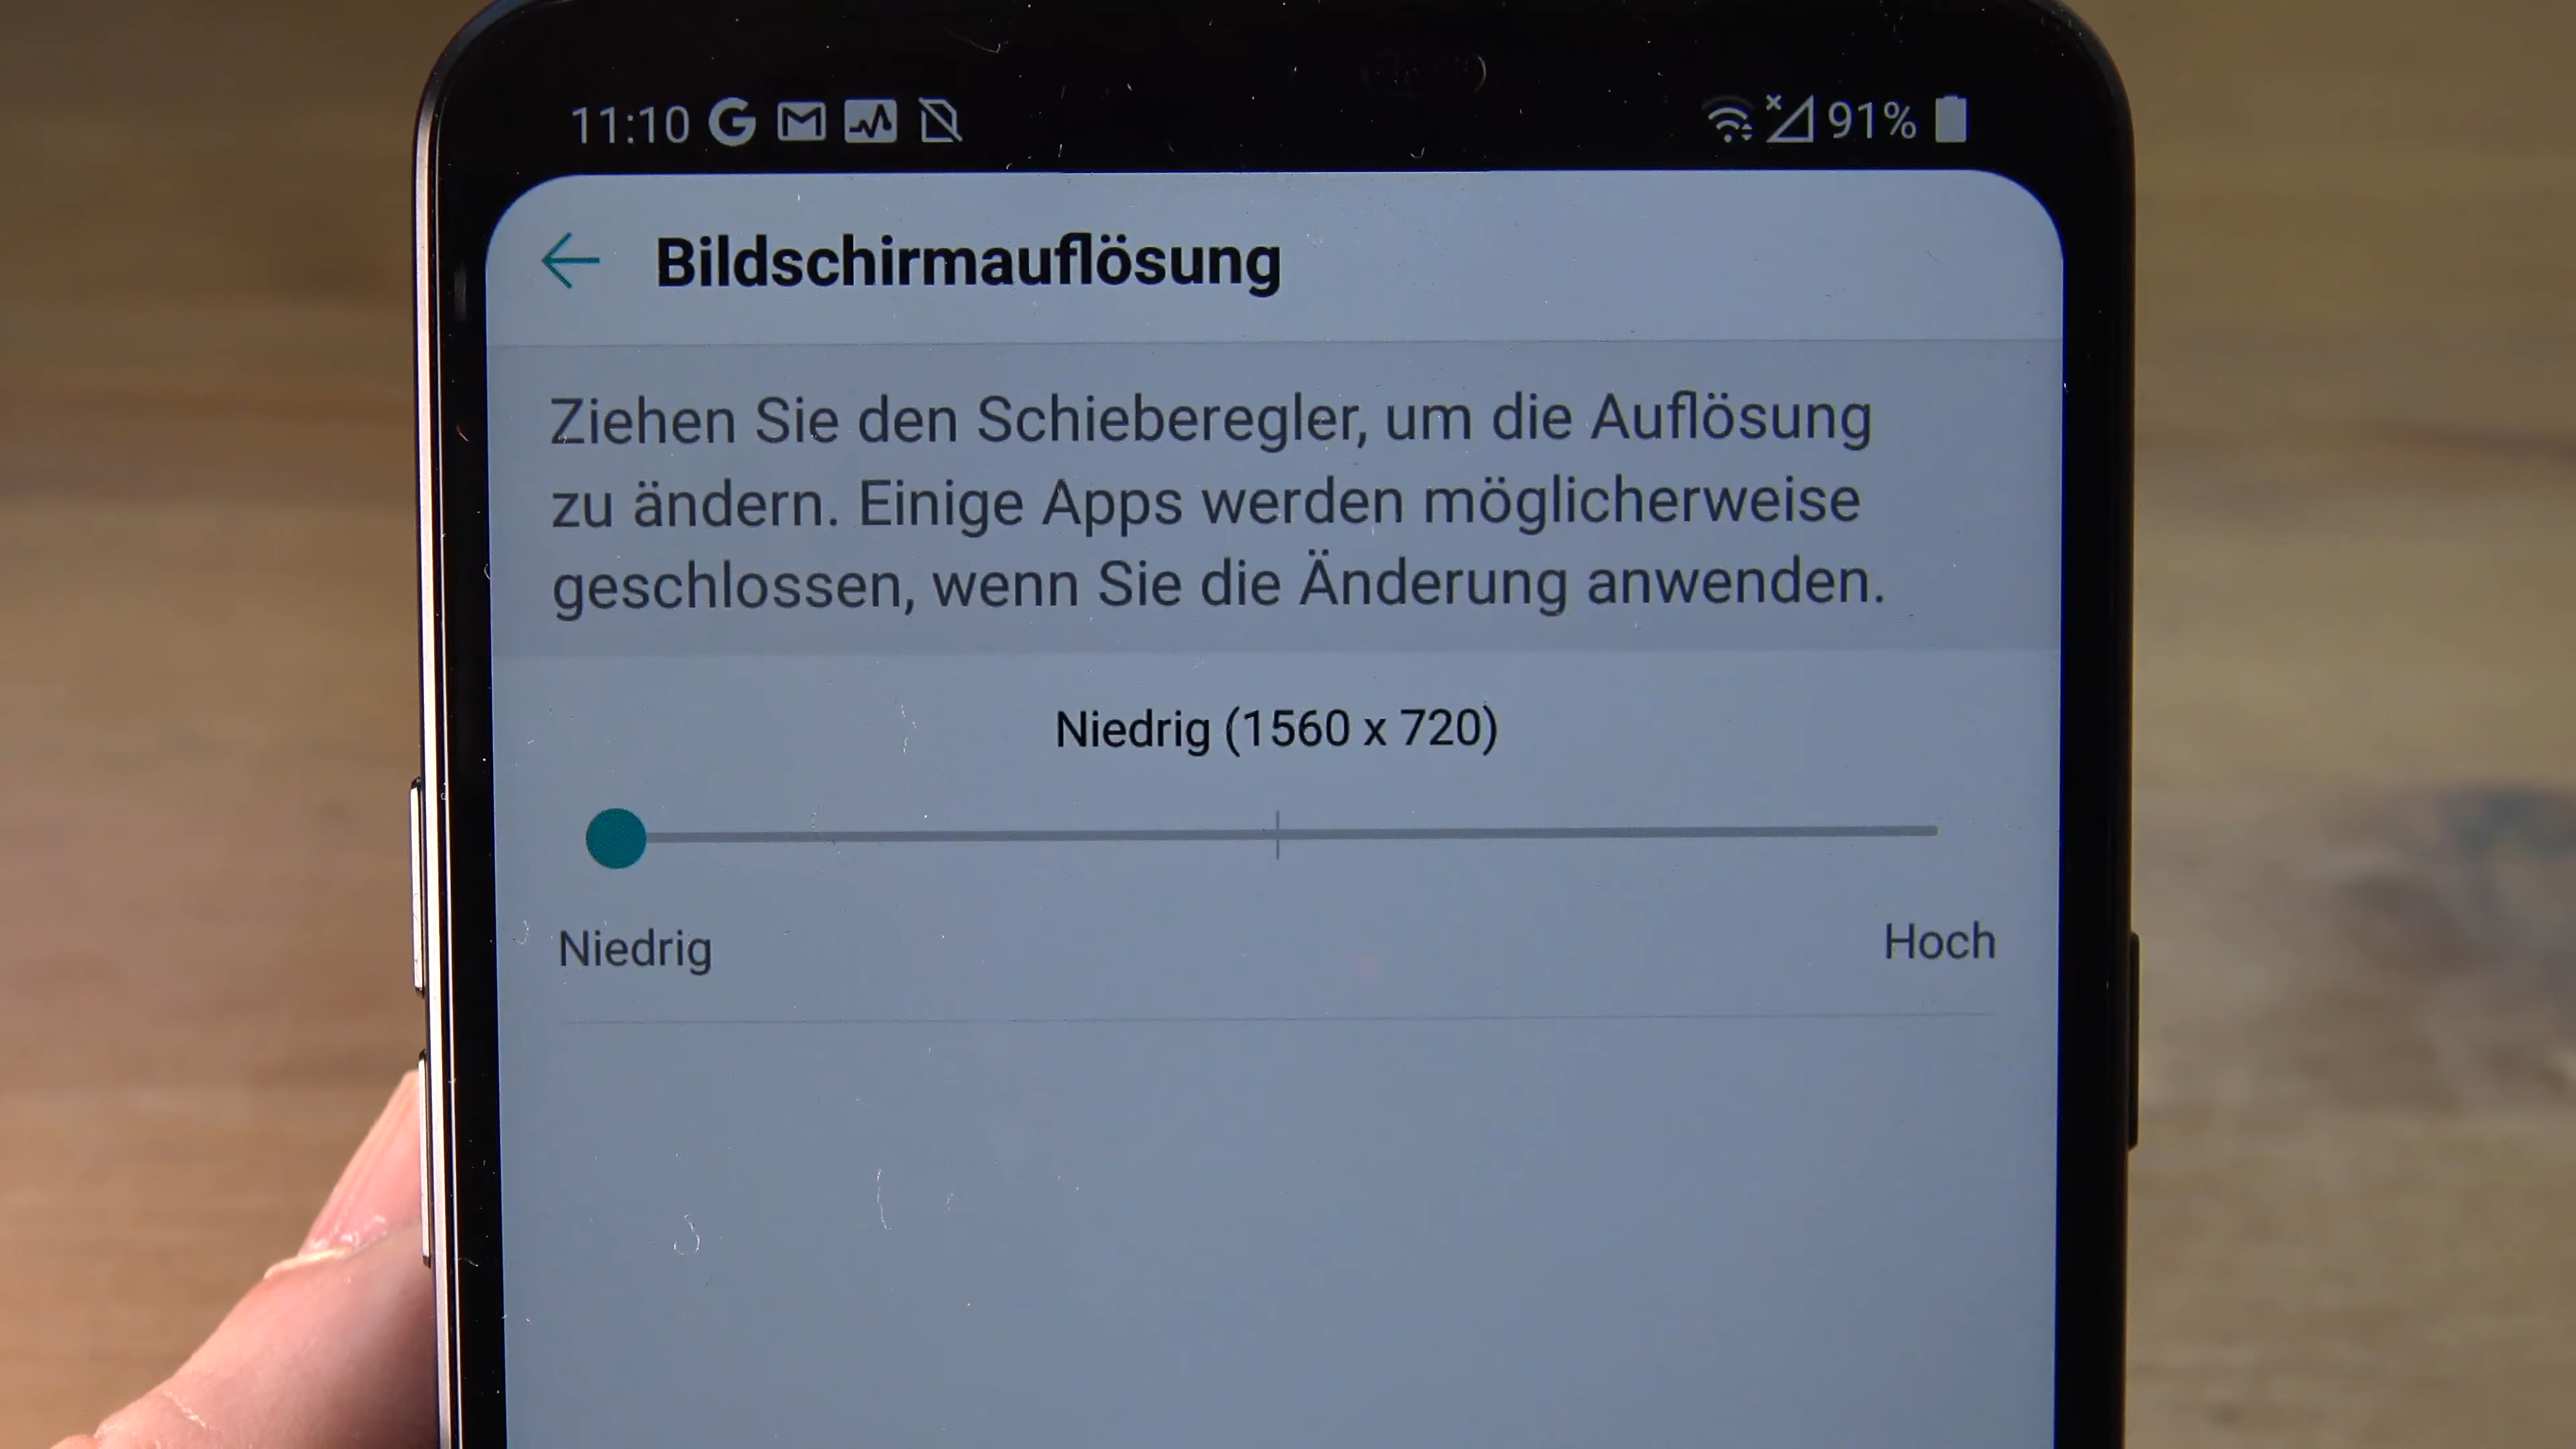 11:10
91%
Bildschirmauflösung
Ziehen Sie den Schieberegler, um die Auflösung
zu ändern. Einige Apps werden möglicherweise
geschlossen, wenn Sie die Änderung anwenden.
Niedrig (1560 x 720)
Niedrig
Hoch